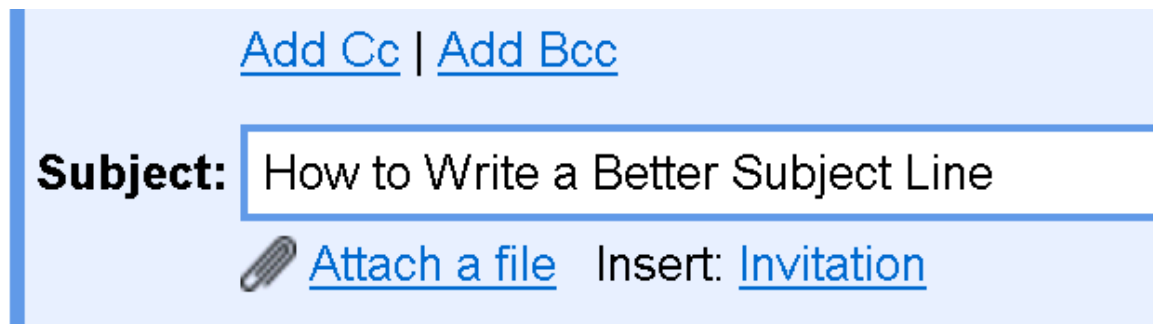 Add Cc | Add Bcc
Subject: How to Write a Better Subject Line
Attach a file Insert: Invitation